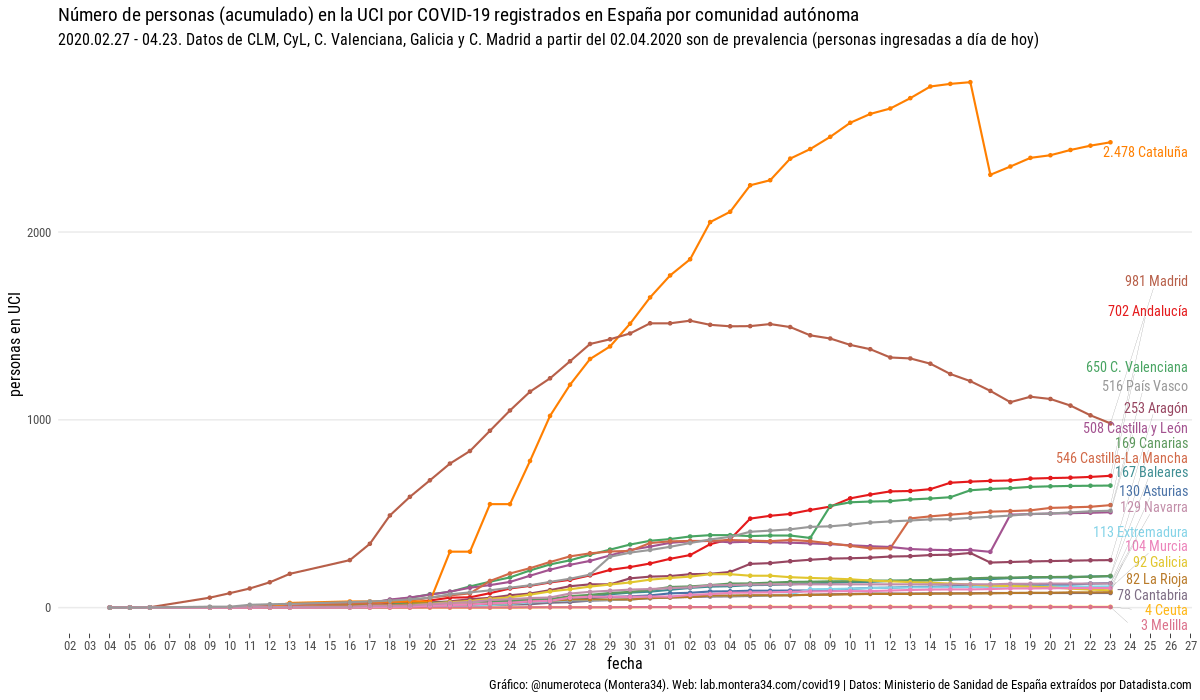 Número de personas (acumulado) en la UCI por COVID-19 registrados en España por comunidad autónoma
2020.02.27 - 04.23. Datos de CLM, CyL, C. Valenciana, Galicia y C. Madrid a partir del 02.04.2020 son de prevalencia (personas ingresadas a día de hoy)
personas en UCI
2000
1000
0
2.478 Cataluña
981 Madrid
702 Andalucía
650 C. Valenciana
516 País Vasco
253 Aragón
508 Castilla y León
169 Canarias
546 Castilla-La Mancha
167 Baleares
130 Asturias
129 Navarra
113 Extremadura
104 Murcia
92 Galicia
82 La Rioja
78 Cantabria
4 Ceuta
3 Melilla
02 03 04 05 06 07 08 09 10 11 12 13 14 15 16 17 18 19 20 21 22 23 24 25 26 27 28 29 30 31 01 02 03 04 05 06 07 08 09 10 11 12 13 14 15 16 17 18 19 20 21 22 23 24 25 26 27
fecha
Gráfico: @numeroteca (Montera34). Web: lab.montera34.com/covid19 | Datos: Ministerio de Sanidad de España extraídos por Datadista.com